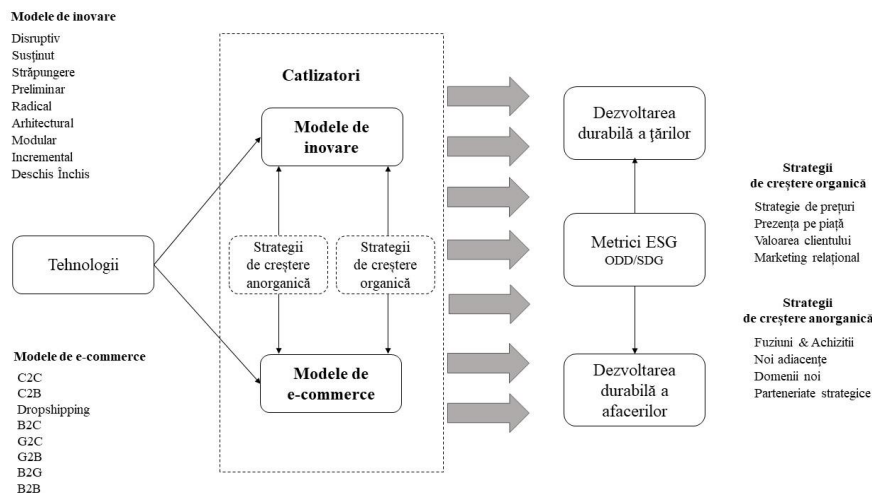 Modele de inovare
Disruptiv
Susținut
Străpungere
Preliminar
Radical
Arhitectural
Modular
Incremental
Deschis Închis
Tehnologii
Modele de e-commerce
C2C
C2B
Dropshipping
B2C
G2C
G2B
B2G
B2B
Catlizatori
Modele de
inovare
Strategii
de creștere
anorganică
Strategii
de creștere
organică
Modele de
e-commerce
Dezvoltarea
durabilă a țărilor
Metrici ESG
ODD/SDG
Dezvoltarea
durabilă a
afacerilor
Strategii
de creștere organică
Strategie de prețuri
Prezența pe piață
Valoarea clientului
Marketing relațional
Strategii
de creștere anorganică
Fuziuni & Achizitii
Noi adiacențe
Domenii noi
Parteneriate strategice